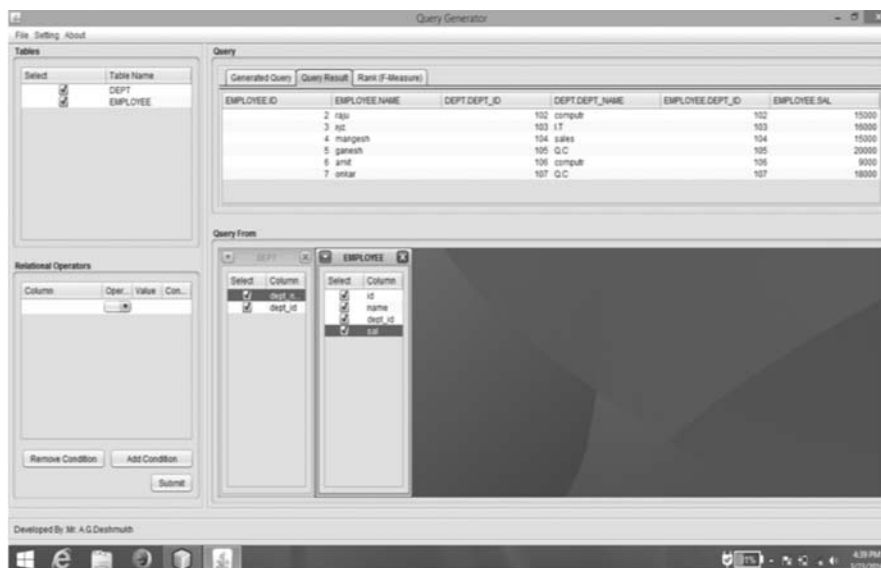 Query Generator
File Setting About
Tables
Select Table Name
DEPT
EMPLOYEE
Relational Operators
Column Oper... Value Con...
Remove Condition Add Condition
Submit
Query
Generated Query Query Result Rank (F-Measure)
EMPLOYEE.ID EMPLOYEE.NAME DEPT.DEPT_ID DEPT.DEPT_NAME EMPLOYEE.DEPT_ID EMPLOYEE.SAL
2 raju 102 computr 102 15000
3 103 I.T 103 16000
4 mangesh 104 sales 104 15000
5 ganesh 105 Q.C 105 20000
6 amit 106 computr 106 9000
7 onkar 107 Q.C 107 18000
Query From
DEPT
Select Column
dept_n...
dept_id
EMPLOYEE
Select Column
id
name
dept_id
sal
Developed By Mr. A.G.Deshmukh
4:39 PM